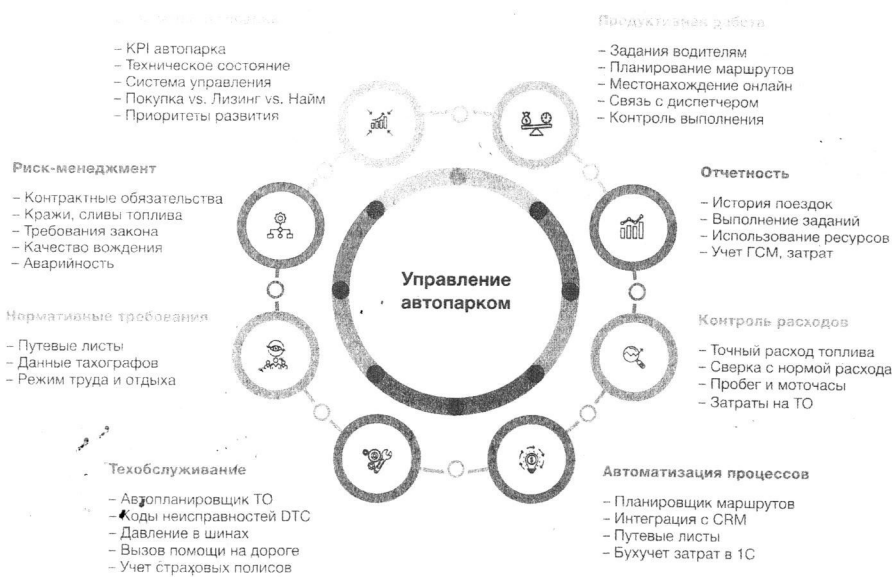 – KPI автопарка
– Техническое состояние
– Система управления
– Покупка vs. Лизинг vs. Найм
– Приоритеты развития
Продуктивная работа
– Задания водителям
– Планирование маршрутов
– Местонахождение онлайн
– Связь с диспетчером
– Контроль выполнения
Риск-менеджмент
– Контрактные обязательства
– Кражи, сливы топлива
– Требования закона
– Качество вождения
– Аварийность
Отчетность
– История поездок
– Выполнение заданий
– Использование ресурсов
– Учет ГСМ, затрат
Управление
автопарком
Нормативные требования
– Путевые листы
– Данные тахографов
– Режим труда и отдыха
Контроль расходов
– Точный расход топлива
– Сверка с нормой расхода
– Пробег и моточасы
– Затраты на ТО
Техобслуживание
– Автопланировщик ТО
– Коды неисправностей DTC
– Давление в шинах
– Вызов помощи на дороге
– Учет страховых полисов
Автоматизация процессов
– Планировщик маршрутов
– Интеграция с CRM
– Путевые листы
– Бухучет затрат в 1С